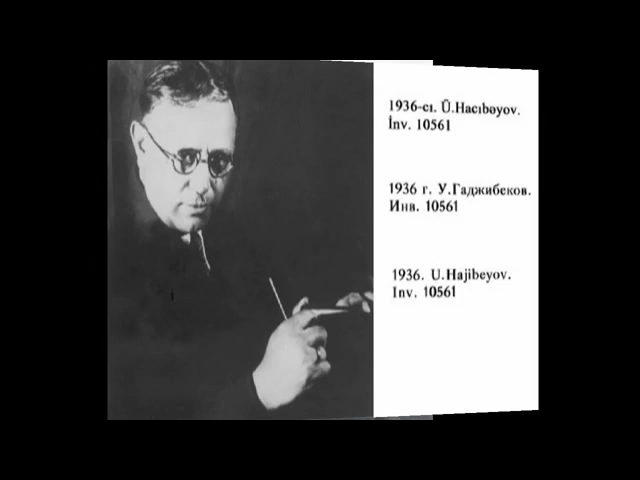 1936-cı. Ü.Hacıbəyov.
İnv. 10561
1936 г. У.Гаджибеков.
Инв. 10561
1936. U.Hajibeyov.
Inv. 10561